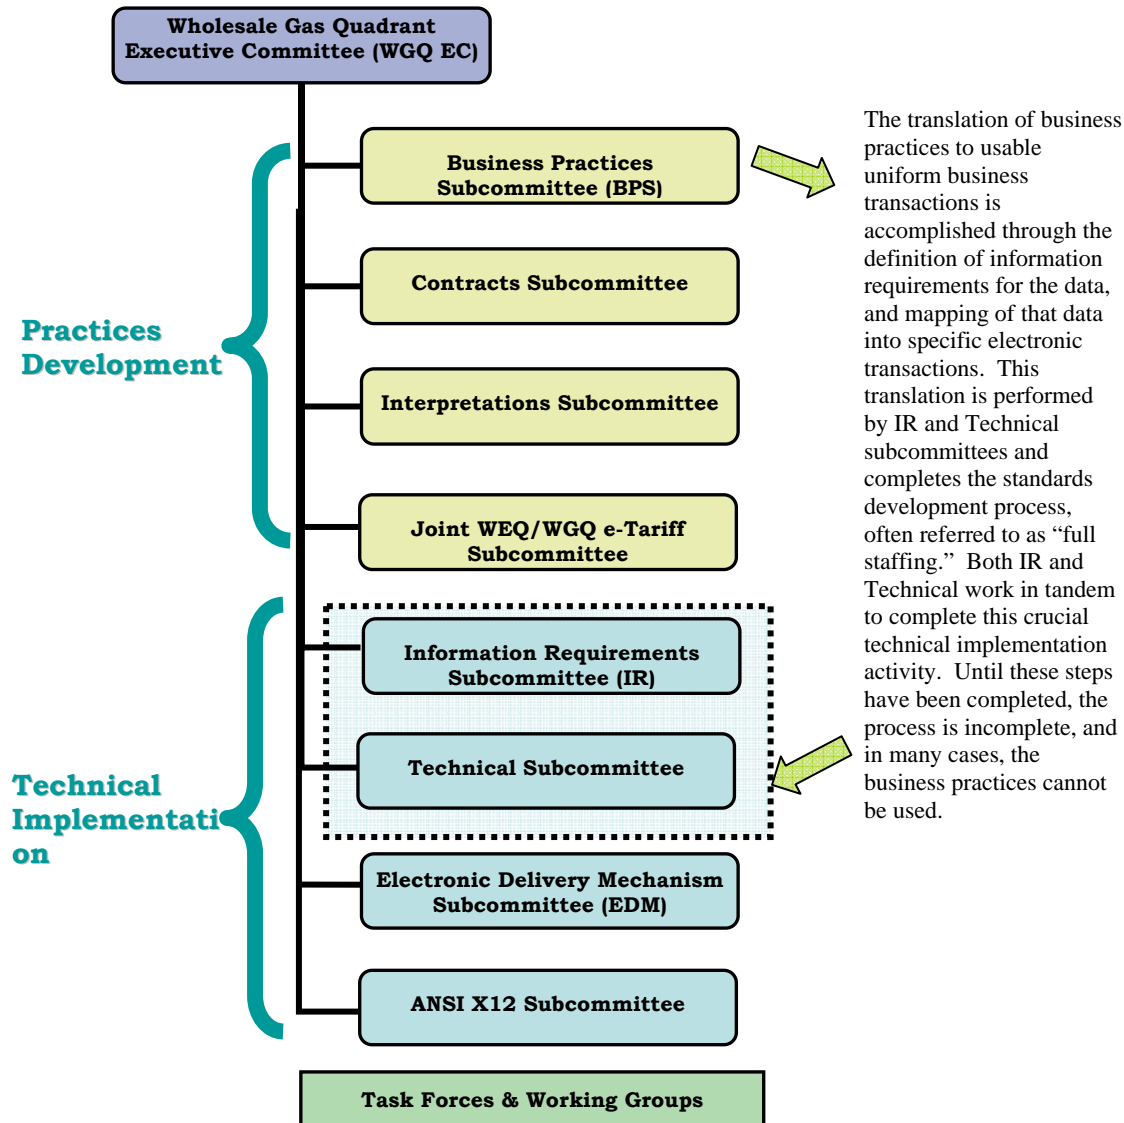 Wholesale Gas Quadrant
Executive Committee (WGQ EC)
Practices
Development
Business Practices
Subcommittee (BPS)
Contracts Subcommittee
Interpretations Subcommittee
Joint WEQ/WGQ e-Tariff
Subcommittee
Technical
Implementati
on
Information Requirements
Subcommittee (IR)
Technical Subcommittee
Electronic Delivery Mechanism
Subcommittee (EDM)
ANSI X12 Subcommittee
Task Forces & Working Groups
The translation of business
practices to usable
uniform business
transactions is
accomplished through the
definition of information
requirements for the data,
and mapping of that data
into specific electronic
transactions.  This
translation is performed
by IR and Technical
subcommittees and
completes the standards
development process,
often referred to as “full
staffing.”  Both IR and
Technical work in tandem
to complete this crucial
technical implementation
activity.  Until these steps
have been completed, the
process is incomplete, and
in many cases, the
business practices cannot
be used.